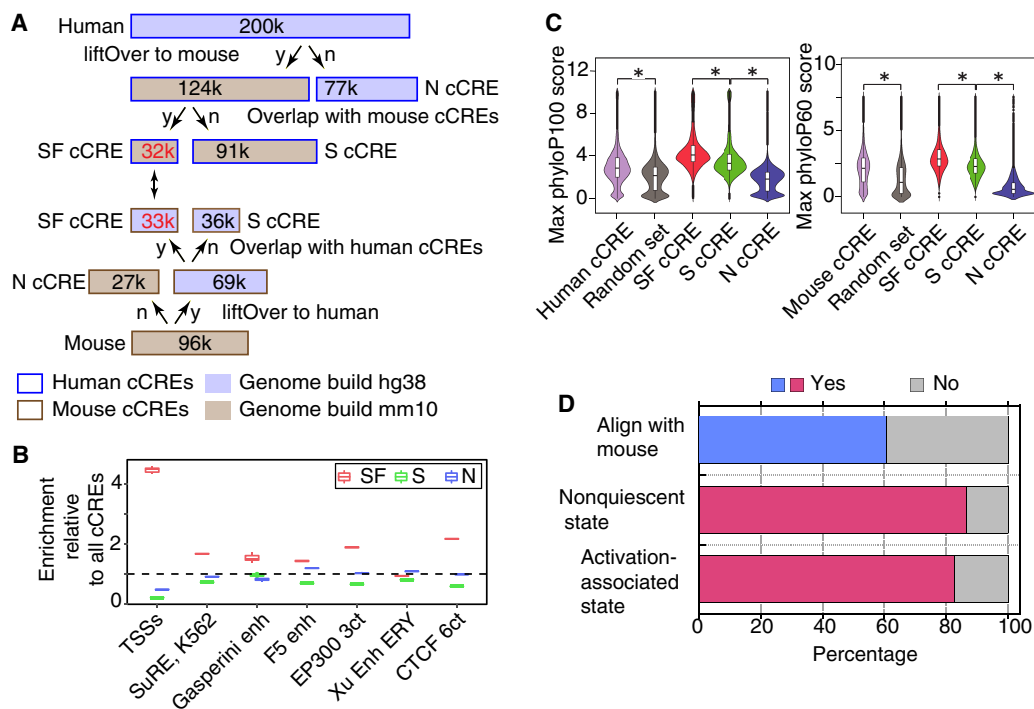 A
Human
200k
liftOver to mouse
y
n
124k
77k
N cCRE
y
n
Overlap with mouse cCREs
SF cCRE
32k
91k
S cCRE
SF cCRE
33k
36k
S cCRE
y
n
Overlap with human cCREs
N cCRE
27k
69k
n
y
liftOver to human
Mouse
96k
Human cCREs
Genome build hg38
Mouse cCREs
Genome build mm10
B
Enrichment
relative
to all cCREs
4
2
0
SF
S
N
TSSs
SuRE, K562
Gasperini enh
F5 enh
EP300 3ct
Xu Enh ERY
CTCF 6ct
C
Max phyloP100 score
12
8
4
0
*
*
*
Human cCRE
Random set
SF cCRE
S cCRE
N cCRE
Max phyloP60 score
10
5
0
*
*
*
Mouse cCRE
Random set
SF cCRE
S cCRE
N cCRE
D
Yes
No
Align with
mouse
Nonquiescent
state
Activation-
associated
state
0
20
40
60
80
100
Percentage